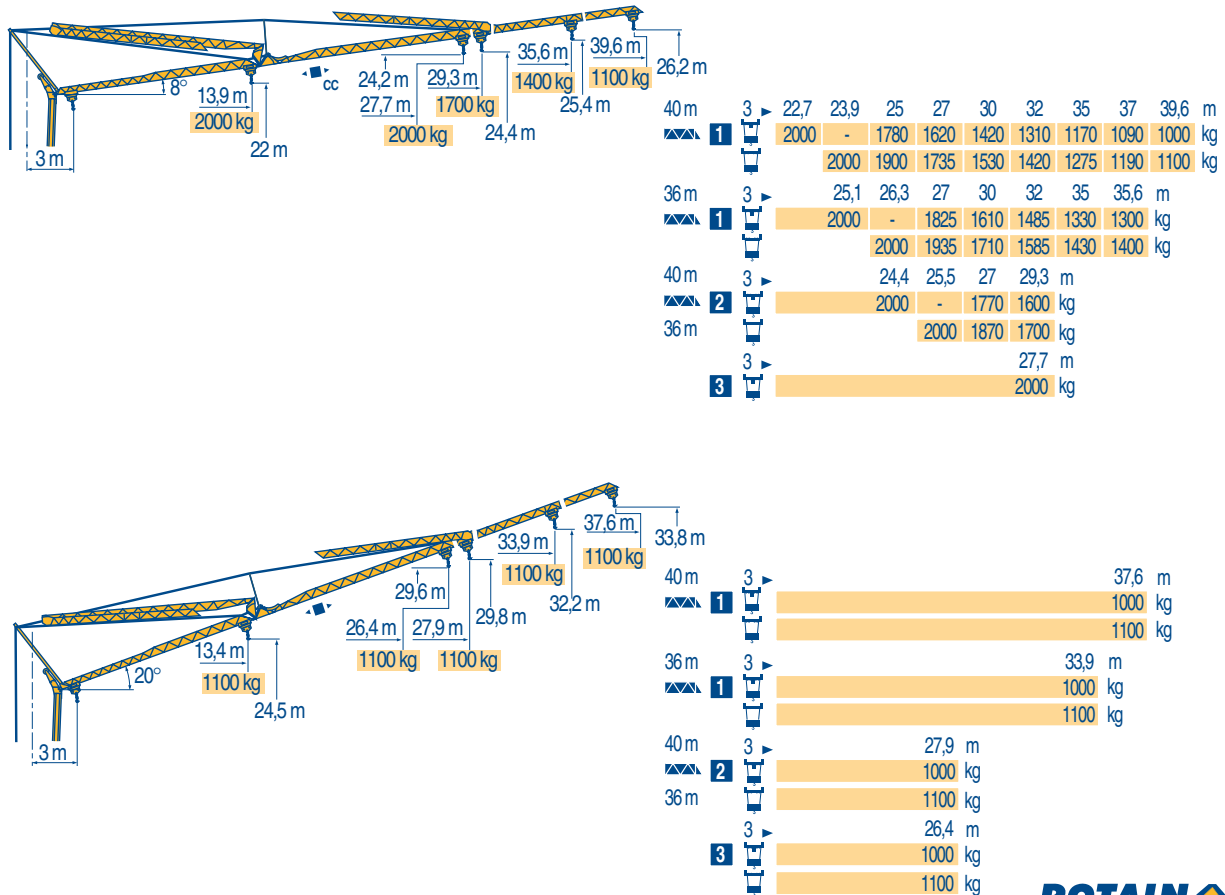 8°
3 m
13,9 m
2000 kg
22 m
cc
24,2 m
27,7 m
2000 kg
29,3 m
1700 kg
24,4 m
35,6 m
1400 kg
25,4 m
39,6 m
1100 kg
26,2 m
40 m 3 ► 22,7 23,9 25 27 30 32 35 37 39,6 m
1 2000 - 1780 1620 1420 1310 1170 1090 1000 kg
2000 1900 1735 1530 1420 1275 1190 1100 kg
36 m 3 ► 25,1 26,3 27 30 32 35 35,6 m
1 2000 - 1825 1610 1485 1330 1300 kg
2000 1935 1710 1585 1430 1400 kg
40 m 3 ► 24,4 25,5 27 29,3 m
2 2000 - 1770 1600 kg
36 m 2000 1870 1700 kg
3 ► 27,7 m
3 2000 kg
20°
3 m
13,4 m
1100 kg
24,5 m
29,6 m
26,4 m
1100 kg
27,9 m
1100 kg
29,8 m
33,9 m
1100 kg
32,2 m
37,6 m
1100 kg
33,8 m
40 m 3 ► 37,6 m
1 1000 kg
1100 kg
36 m 3 ► 33,9 m
1 1000 kg
1100 kg
40 m 3 ► 27,9 m
2 1000 kg
36 m 1100 kg
3 ► 26,4 m
3 1000 kg
1100 kg
POTAIN